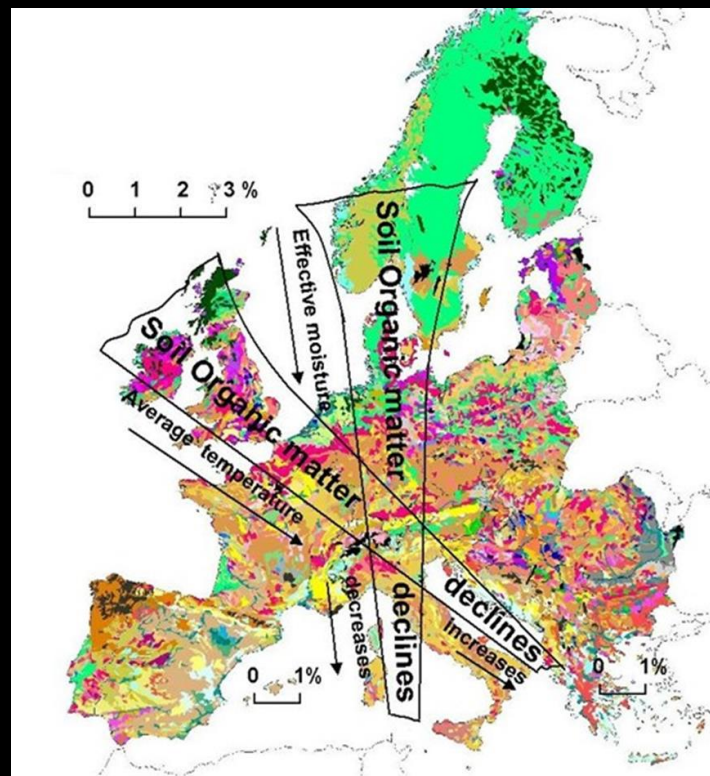 0 1 2 3 %
Effective moisture
decreases
Soil Organic matter
declines
Soil Organic matter
declines
Average temperature
Increases
0 1%
0 1%